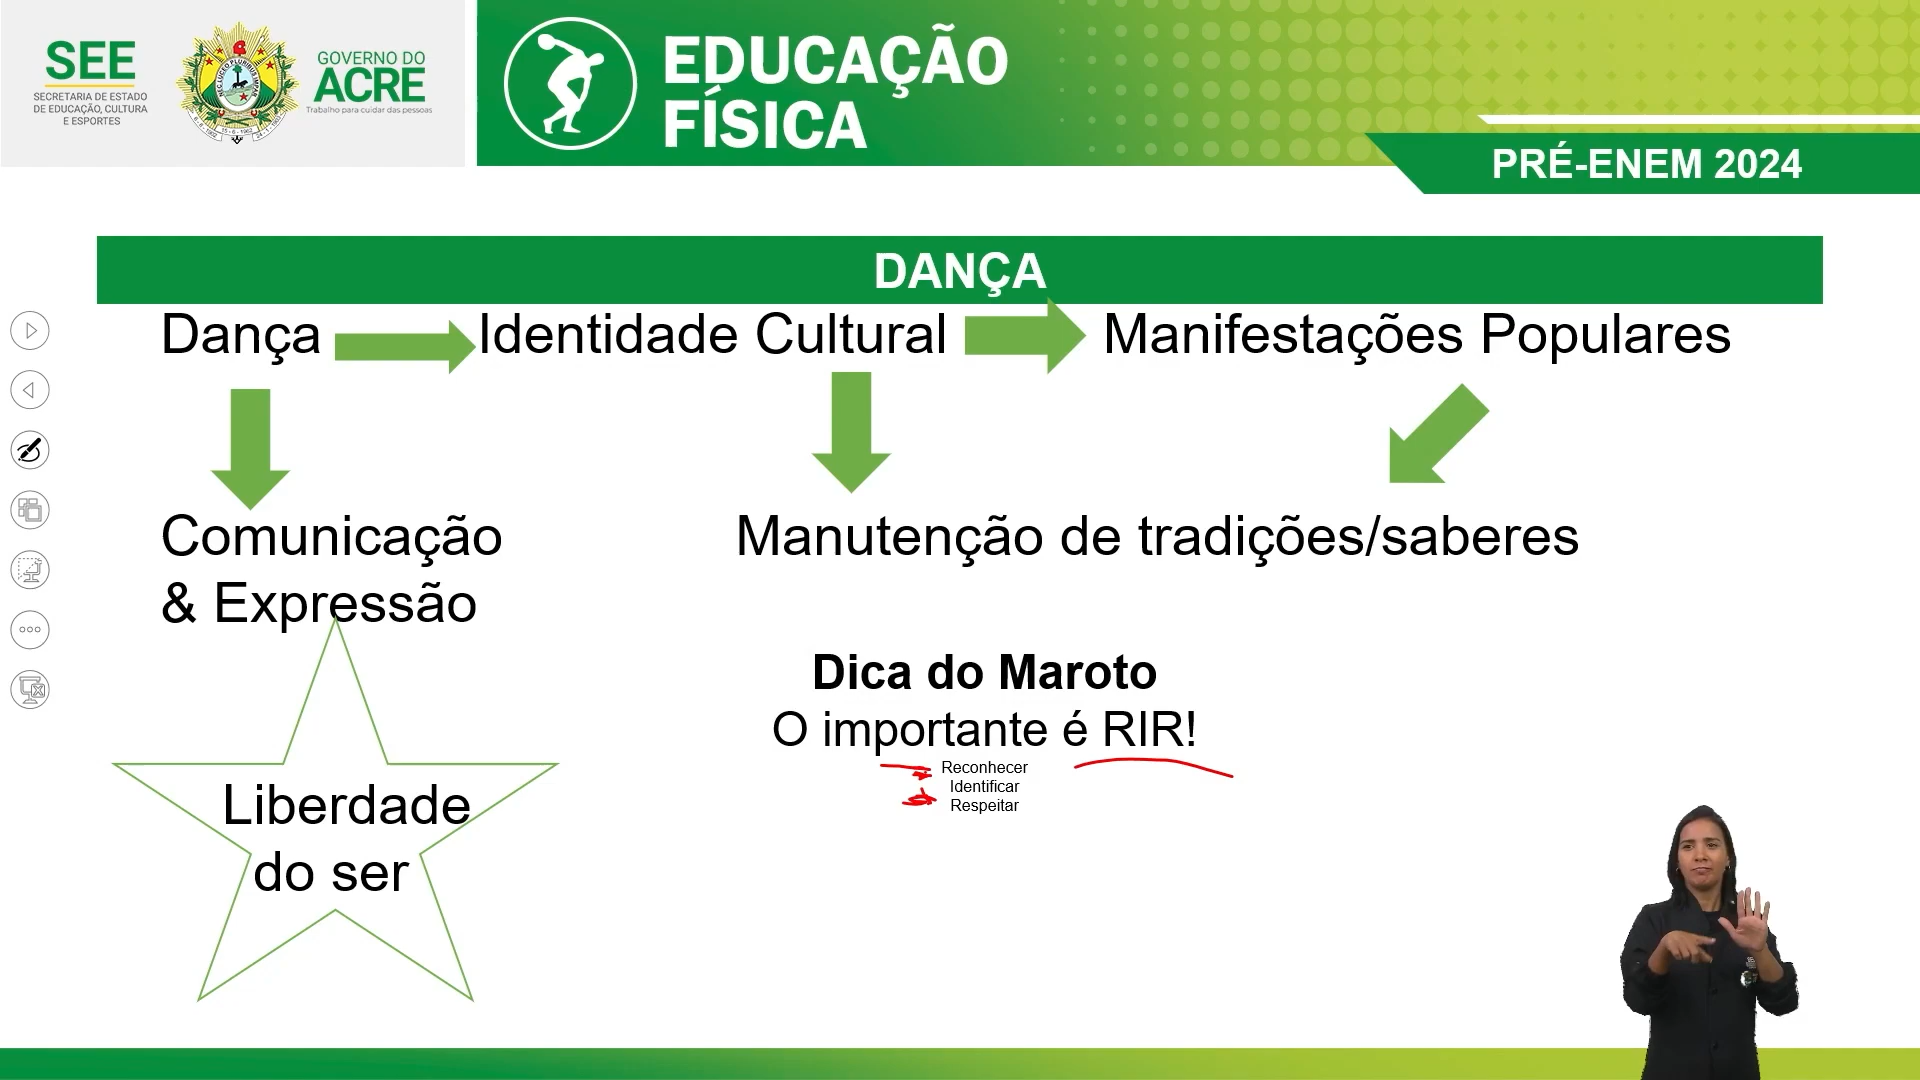 SEE
SECRETARIA DE ESTADO
DE EDUCAÇÃO, CULTURA
E ESPORTES
GOVERNO DO
ACRE
Trabalho para cuidar das pessoas
EDUCAÇÃO
FÍSICA
PRÉ-ENEM 2024
DANÇA
Dança Identidade Cultural Manifestações Populares
Comunicação
& Expressão
Manutenção de tradições/saberes
Dica do Maroto
O importante é RIR!
Reconhecer
Identificar
Respeitar
Liberdade
do ser